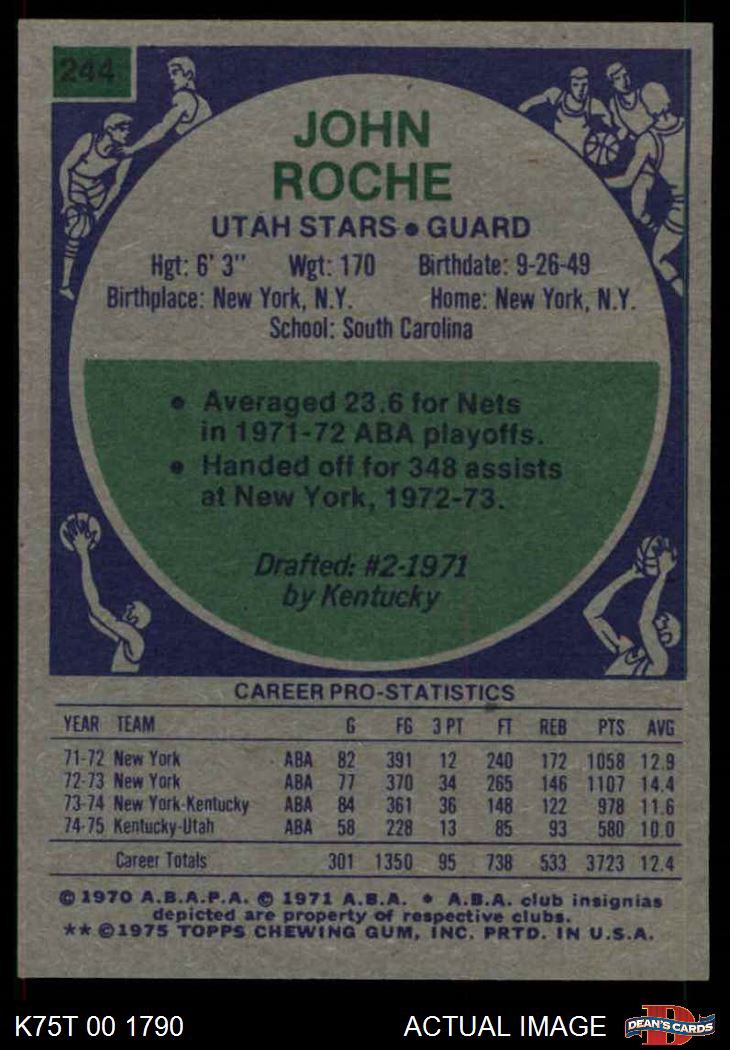 244
JOHN
ROCHE
UTAH STARS • GUARD
Hgt: 6' 3" Wgt: 170 Birthdate: 9-26-49
Birthplace: New York, N.Y. Home: New York, N.Y.
School: South Carolina
• Averaged 23.6 for Nets
in 1971-72 ABA playoffs.
• Handed off for 348 assists
at New York, 1972-73.
Drafted: #2-1971
by Kentucky
CAREER PRO-STATISTICS
YEAR TEAM G FG 3 PT FT REB PTS AVG
71-72 New York ABA 82 391 12 240 172 1058 12.9
72-73 New York ABA 77 370 34 265 146 1107 14.4
73-74 New York-Kentucky ABA 84 361 36 148 122 978 11.6
74-75 Kentucky-Utah ABA 58 228 13 85 93 580 10.0
Career Totals 301 1350 95 738 533 3723 12.4
© 1970 A.B.A.P.A. © 1971 A.B.A. • A.B.A. club insignias
depicted are property of respective clubs.
** © 1975 TOPPS CHEWING GUM, INC. PRTD. IN U.S.A.
K75T 00 1790 ACTUAL IMAGE D DEAN'S CARDS